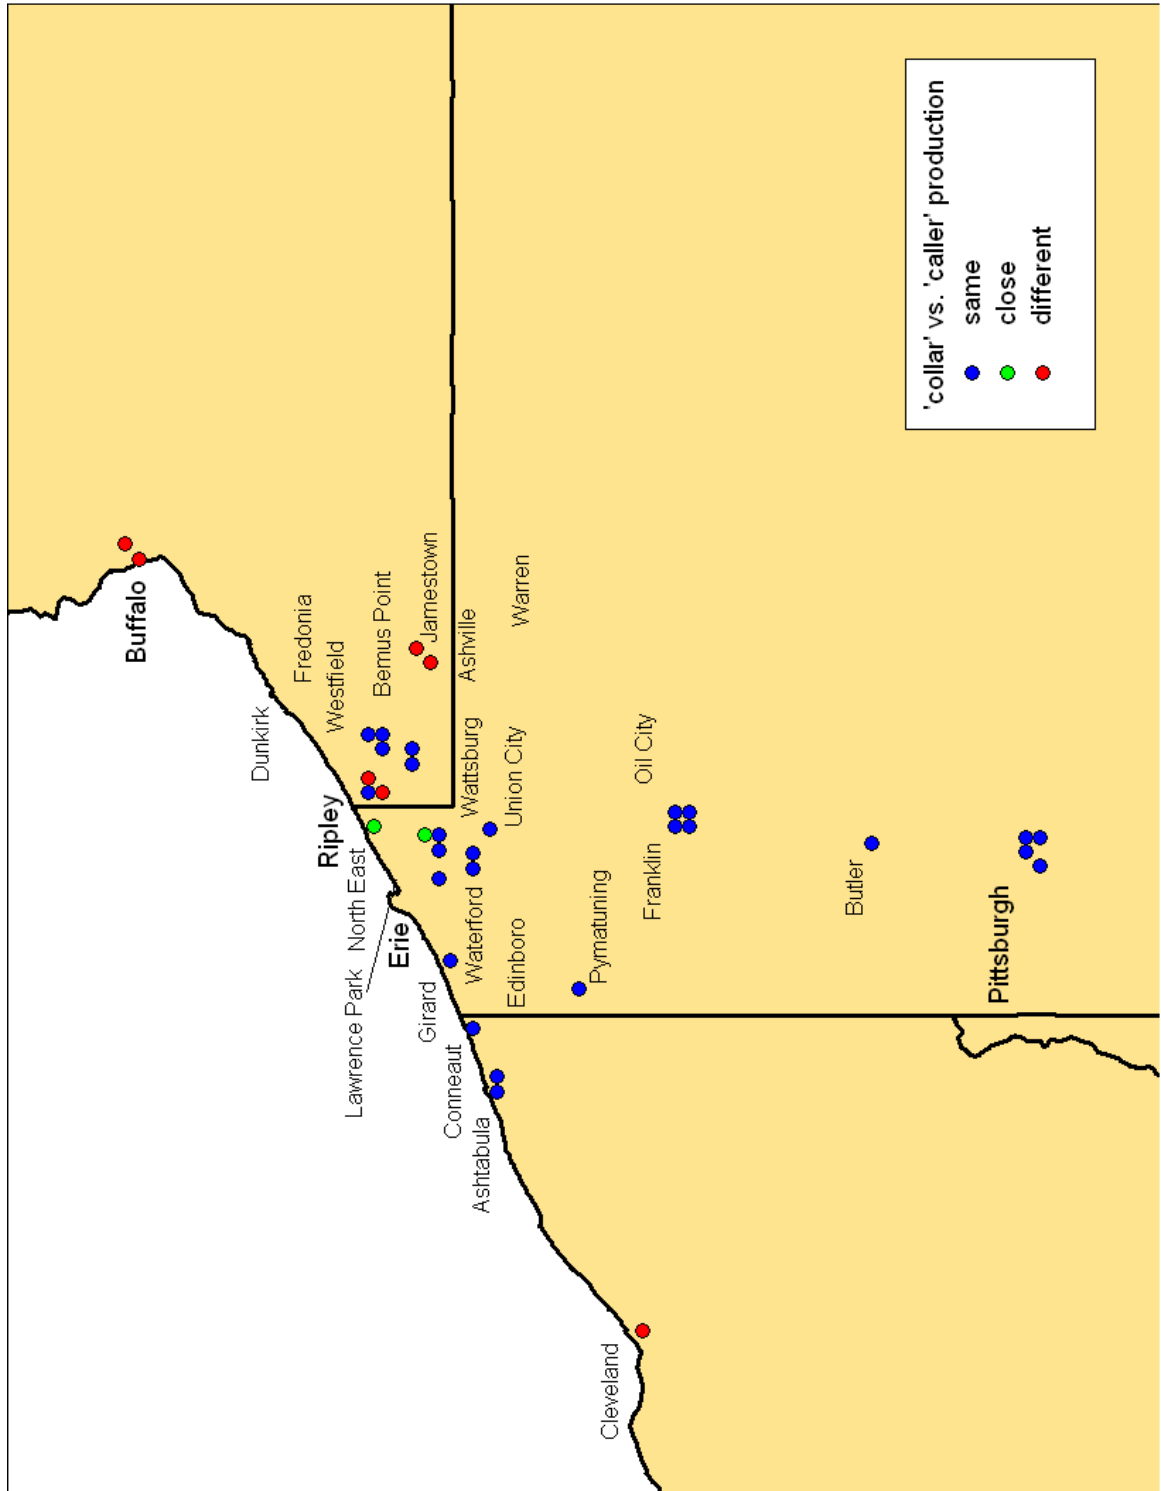 Buffalo
Dunkirk
Fredonia
Westfield
Bemus Point
Jamestown
Ashville
Warren
Ripley
North East
Lawrence Park
Erie
Wattsburg
Union City
Waterford
Edinboro
Girard
Conneaut
Ashtabula
Cleveland
Pymatuning
Oil City
Franklin
Butler
Pittsburgh
'collar' vs. 'caller' production
same
close
different